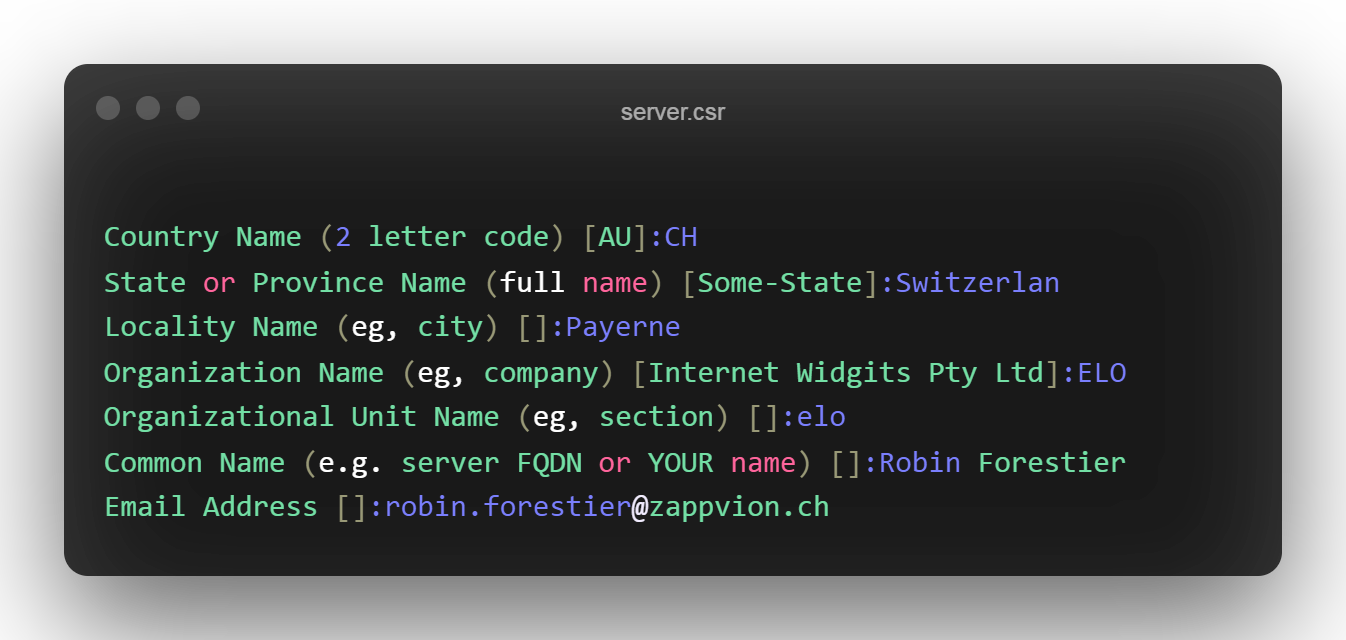 server.csr
Country Name (2 letter code) [AU]:CH
State or Province Name (full name) [Some-State]:Switzerlan
Locality Name (eg, city) []:Payerne
Organization Name (eg, company) [Internet Widgits Pty Ltd]:ELO
Organizational Unit Name (eg, section) []:elo
Common Name (e.g. server FQDN or YOUR name) []:Robin Forestier
Email Address []:robin.forestier@zappvion.ch